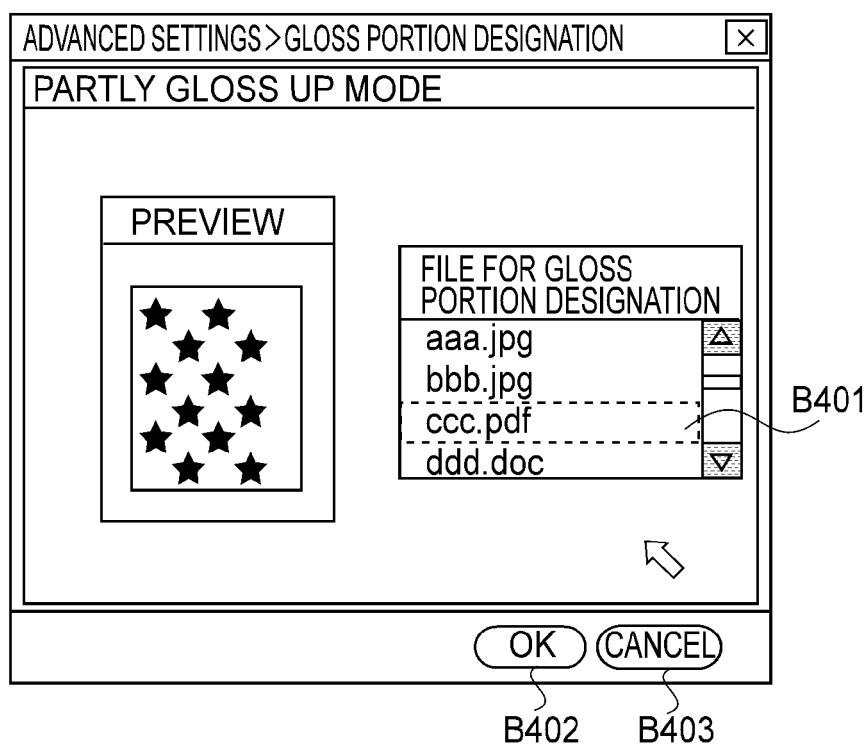 ADVANCED SETTINGS>GLOSS PORTION DESIGNATION
PARTLY GLOSS UP MODE
PREVIEW
FILE FOR GLOSS
PORTION DESIGNATION
aaa.jpg
bbb.jpg
ccc.pdf
ddd.doc
B401
OK
CANCEL
B402
B403